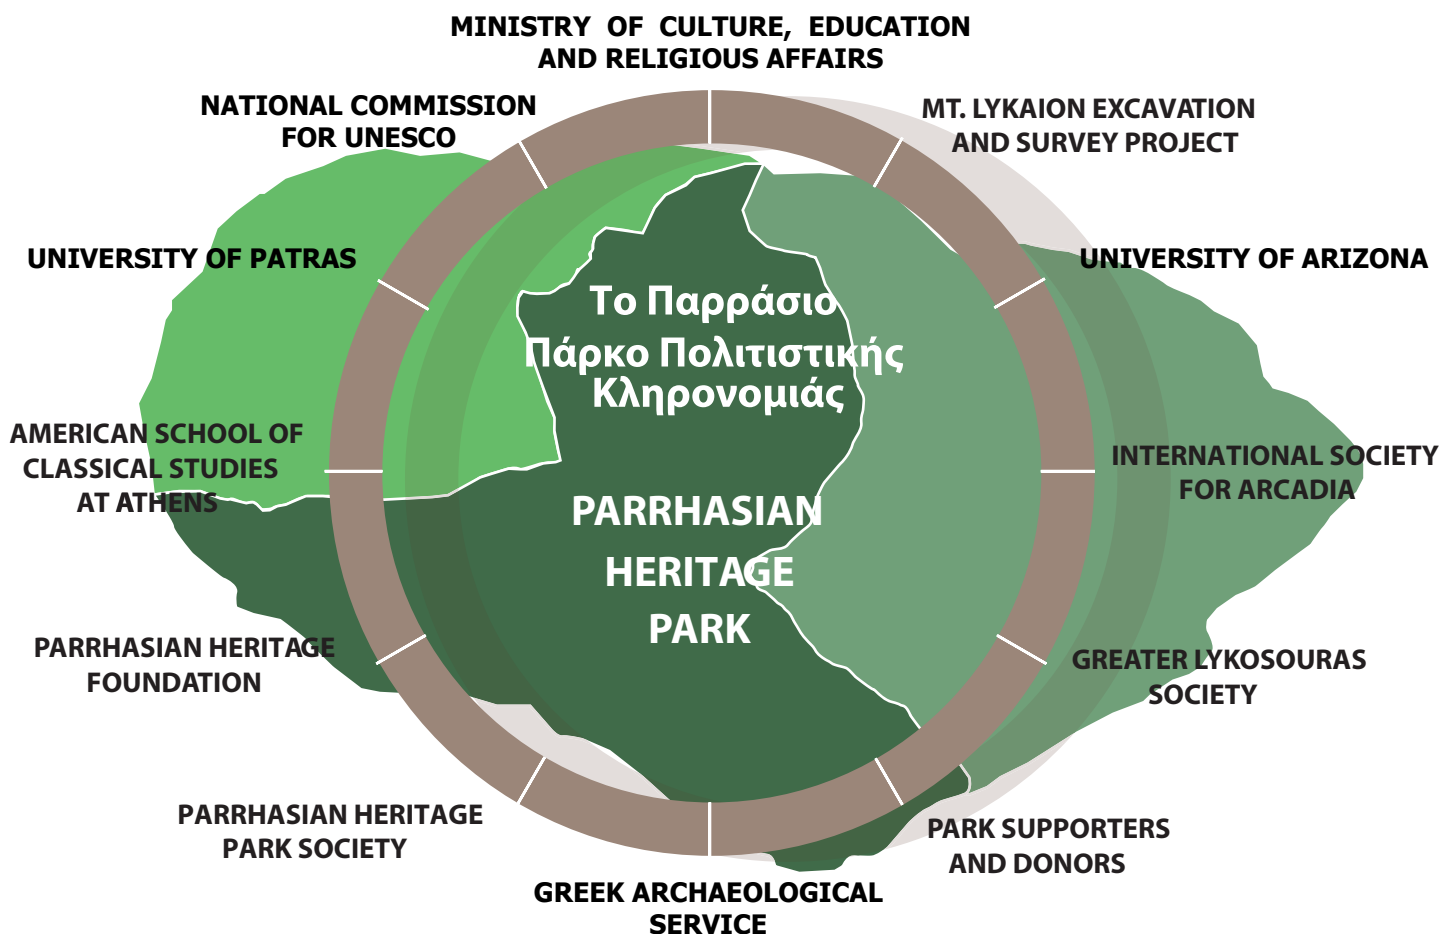 MINISTRY OF CULTURE, EDUCATION
AND RELIGIOUS AFFAIRS
NATIONAL COMMISSION
FOR UNESCO
MT. LYKAION EXCAVATION
AND SURVEY PROJECT
UNIVERSITY OF PATRAS
UNIVERSITY OF ARIZONA
Το Παρράσιο
Πάρκο Πολιτιστικής
Κληρονομιάς
AMERICAN SCHOOL OF
CLASSICAL STUDIES
AT ATHENS
INTERNATIONAL SOCIETY
FOR ARCADIA
PARRHASIAN
HERITAGE
PARK
PARRHASIAN HERITAGE
FOUNDATION
GREATER LYKOSOURAS
SOCIETY
PARRHASIAN HERITAGE
PARK SOCIETY
PARK SUPPORTERS
AND DONORS
GREEK ARCHAEOLOGICAL
SERVICE